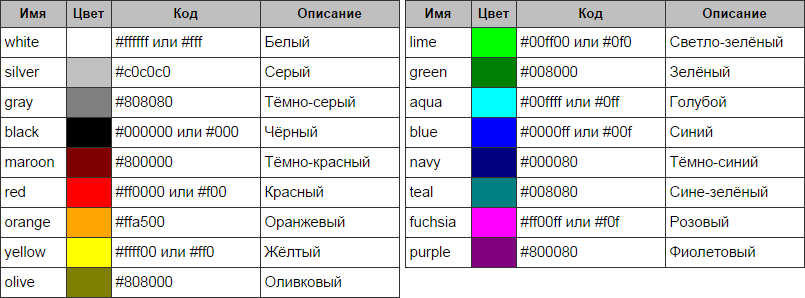 Имя Цвет Код Описание
white #ffffff или #fff Белый
silver #c0c0c0 Серый
gray #808080 Тёмно-серый
black #000000 или #000 Чёрный
maroon #800000 Тёмно-красный
red #ff0000 или #f00 Красный
orange #ffa500 Оранжевый
yellow #ffff00 или #ff0 Жёлтый
olive #808000 Оливковый
Имя Цвет Код Описание
lime #00ff00 или #0f0 Светло-зелёный
green #008000 Зелёный
aqua #00ffff или #0ff Голубой
blue #0000ff или #00f Синий
navy #000080 Тёмно-синий
teal #008080 Сине-зелёный
fuchsia #ff00ff или #f0f Розовый
purple #800080 Фиолетовый